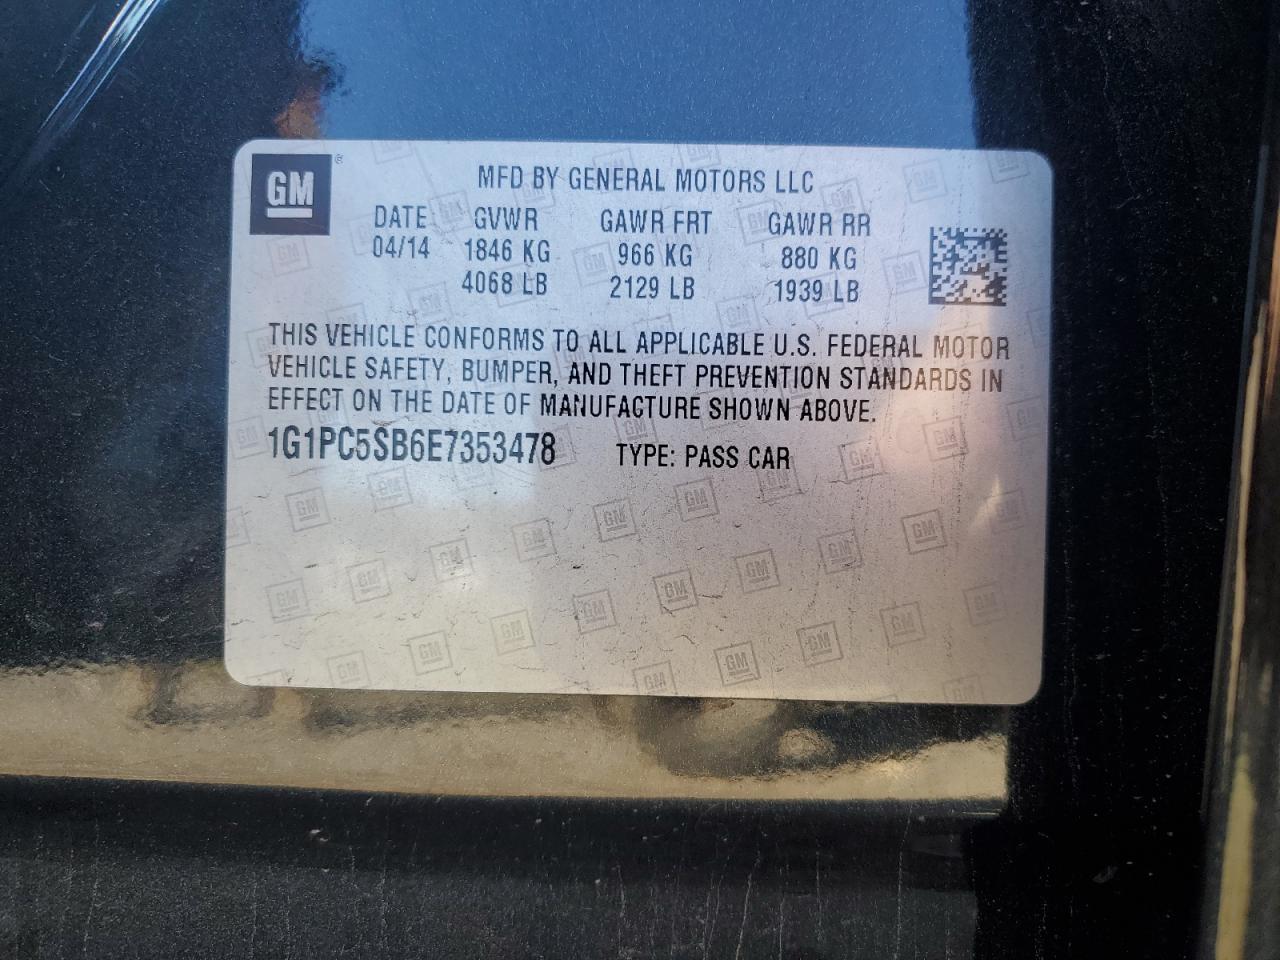 GM ®
MFD BY GENERAL MOTORS LLC
DATE GVWR GAWR FRT GAWR RR
04/14 1846 KG 966 KG 880 KG
4068 LB 2129 LB 1939 LB
THIS VEHICLE CONFORMS TO ALL APPLICABLE U.S. FEDERAL MOTOR
VEHICLE SAFETY, BUMPER, AND THEFT PREVENTION STANDARDS IN
EFFECT ON THE DATE OF MANUFACTURE SHOWN ABOVE.
1G1PC5SB6E7353478 TYPE: PASS CAR